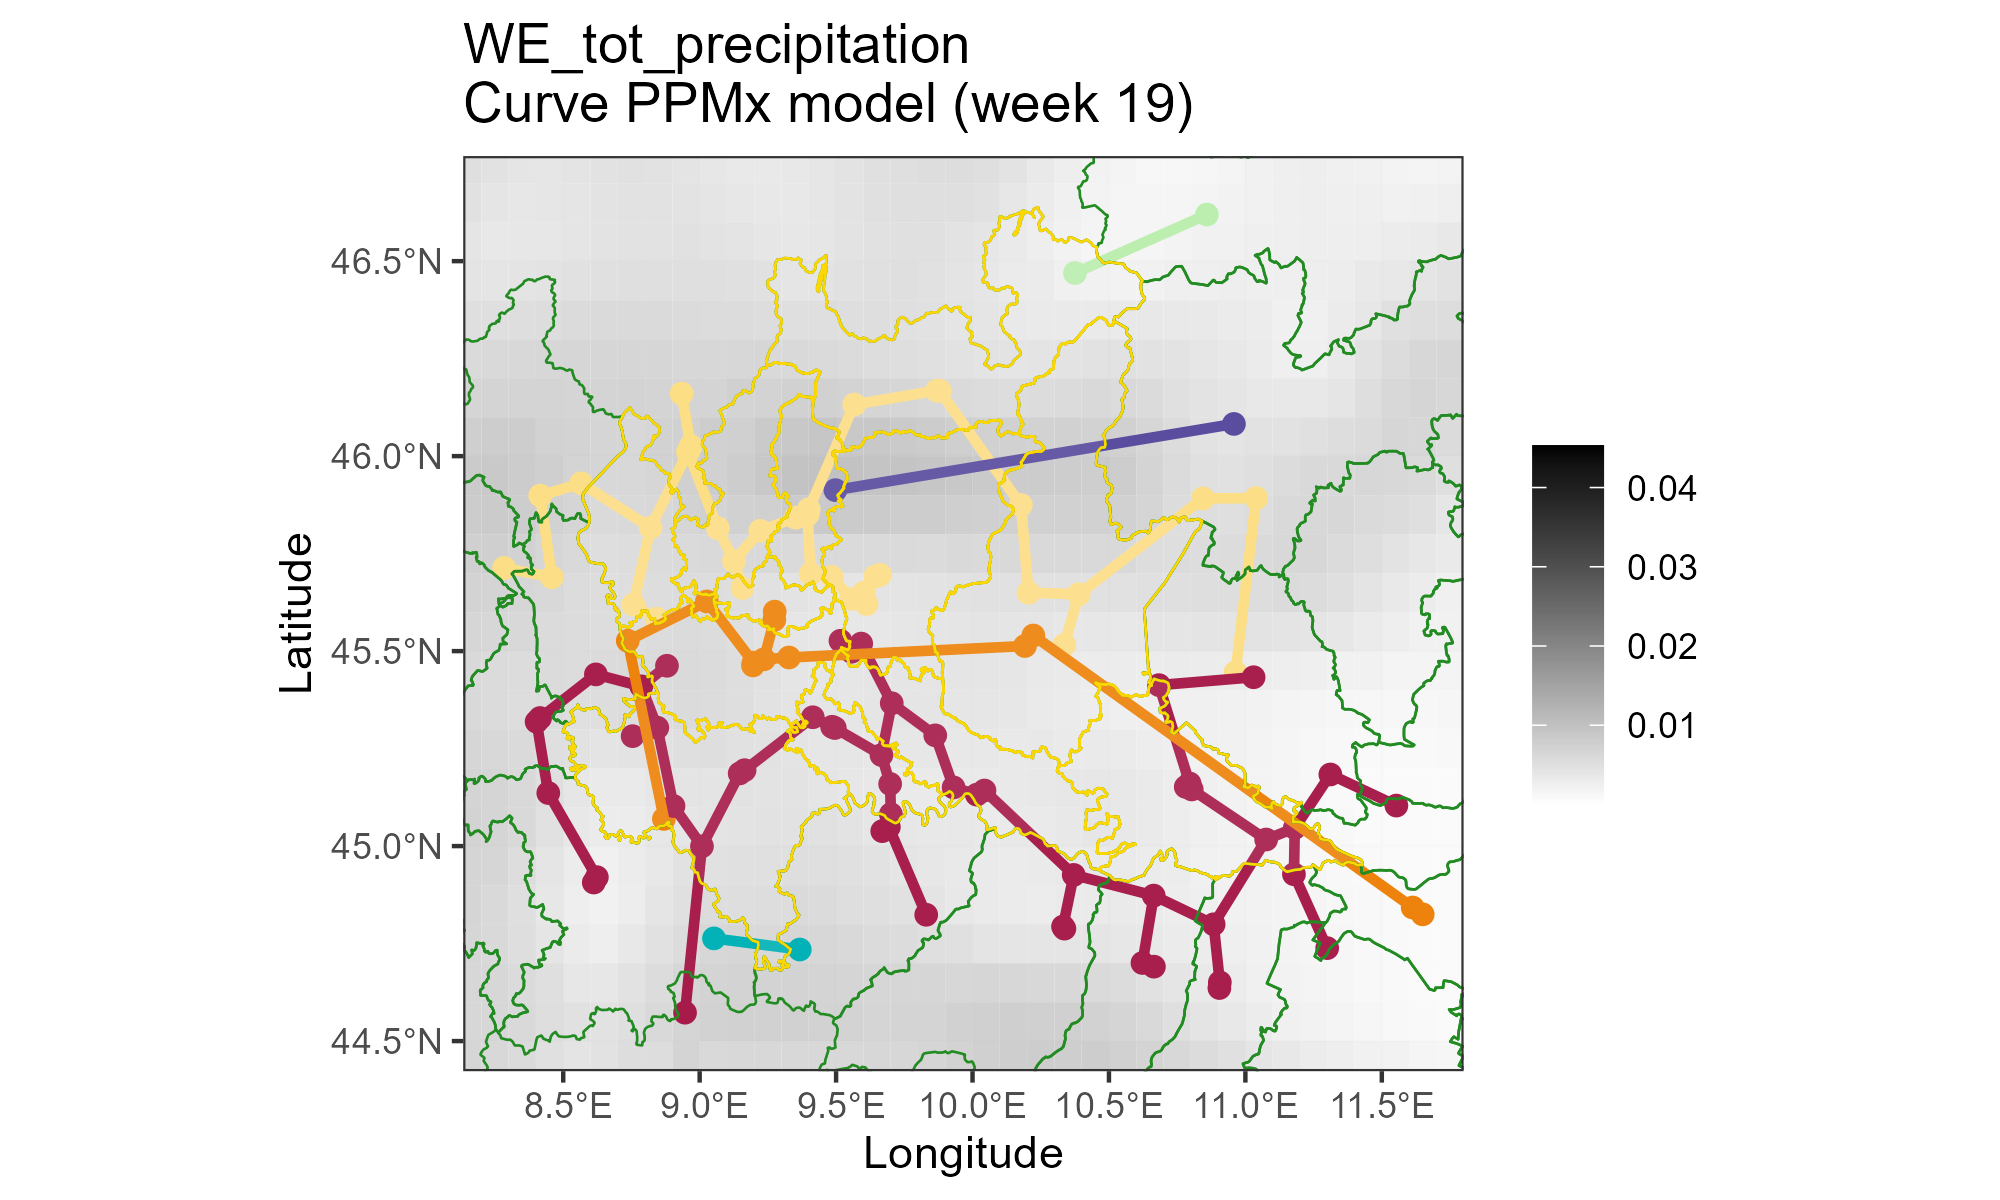 WE_tot_precipitation
Curve PPMx model (week 19)
46.5°N
46.0°N
45.5°N
45.0°N
44.5°N
Latitude
8.5°E
9.0°E
9.5°E
10.0°E
10.5°E
11.0°E
11.5°E
Longitude
0.04
0.03
0.02
0.01